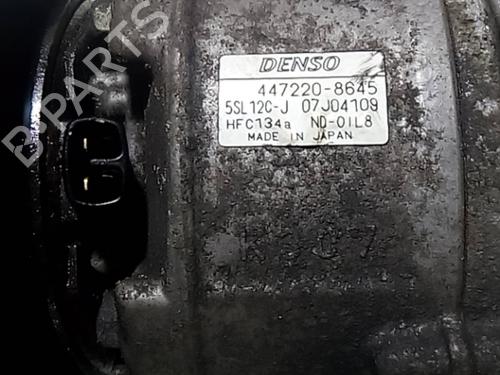 DENSO
447220-8645
5SL12C-J 07J04109
HFC134a ND-OIL8
MADE IN JAPAN
B-PARTS